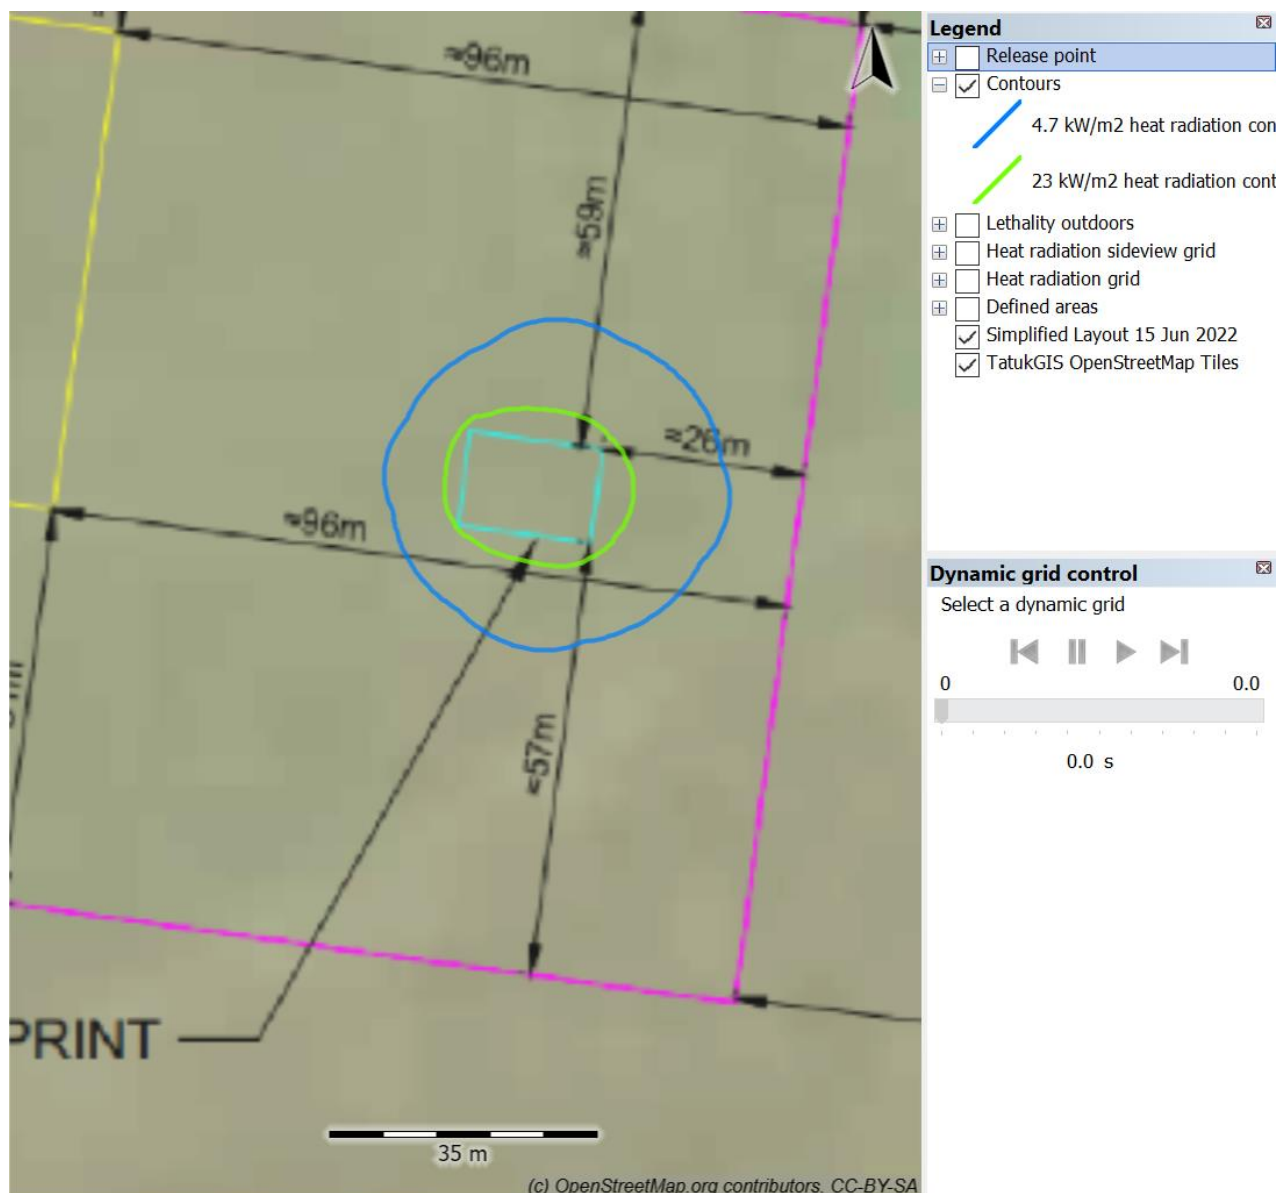 ≈96m
≈59m
≈26m
≈96m
≈57m
PRINT
35 m
(c) OpenStreetMap.org contributors, CC-BY-SA
Legend
Release point
Contours
4.7 kW/m2 heat radiation con
23 kW/m2 heat radiation cont
Lethality outdoors
Heat radiation sideview grid
Heat radiation grid
Defined areas
Simplified Layout 15 Jun 2022
TatukGIS OpenStreetMap Tiles
Dynamic grid control
Select a dynamic grid
0 0.0
0.0 s